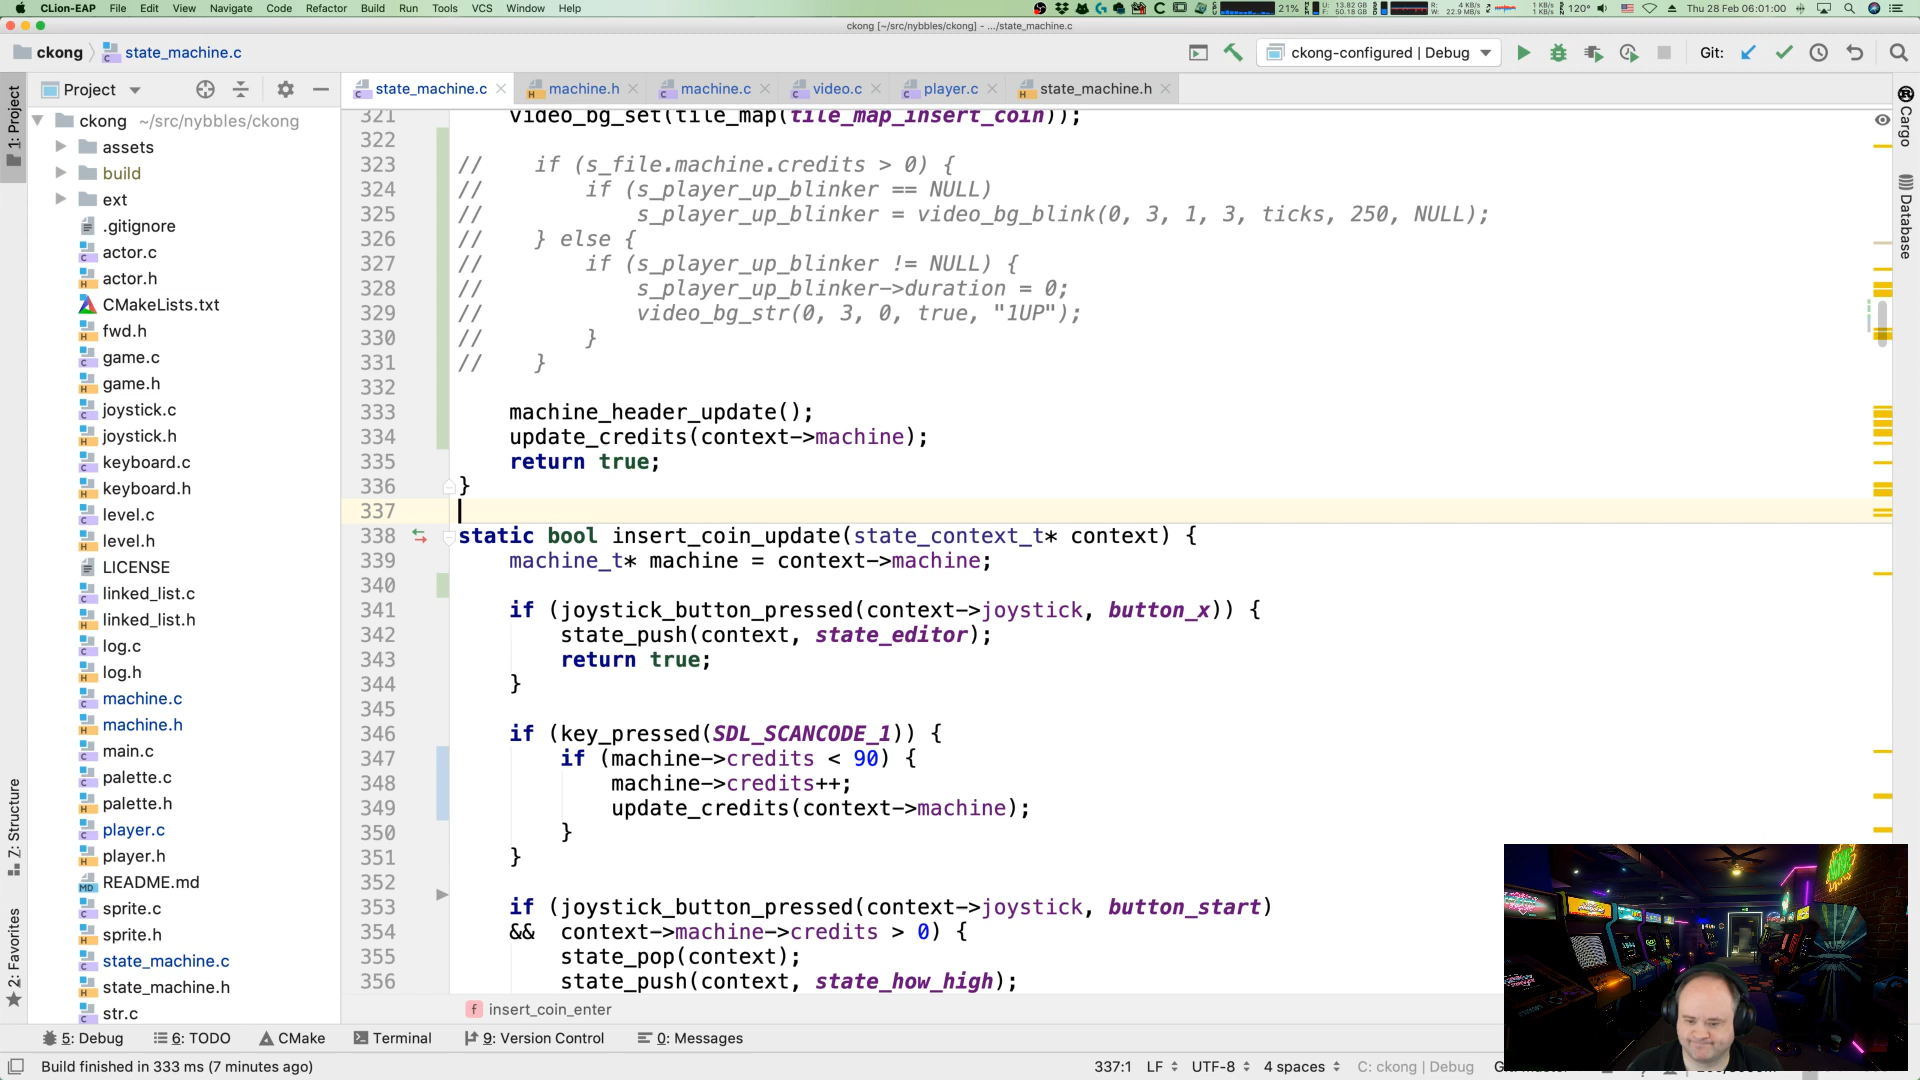 CLion-EAP File Edit View Navigate Code Refactor Build Run Tools VCS Window Help 21% Thu 28 Feb 06:01:00
ckong [~/src/nybbles/ckong] - .../state_machine.c
ckong state_machine.c ckong-configured | Debug Git:
1: Project
Project
state_machine.c machine.h machine.c video.c player.c state_machine.h
ckong ~/src/nybbles/ckong
assets
build
ext
.gitignore
actor.c
actor.h
CMakeLists.txt
fwd.h
game.c
game.h
joystick.c
joystick.h
keyboard.c
keyboard.h
level.c
level.h
LICENSE
linked_list.c
linked_list.h
log.c
log.h
machine.c
machine.h
main.c
palette.c
palette.h
player.c
player.h
README.md
sprite.c
sprite.h
state_machine.c
state_machine.h
str.c
Z: Structure
2: Favorites
321 video_bg_set(tile_map(tile_map_insert_coin));
322
323 // if (s_file.machine.credits > 0) {
324 // if (s_player_up_blinker == NULL)
325 // s_player_up_blinker = video_bg_blink(0, 3, 1, 3, ticks, 250, NULL);
326 // } else {
327 // if (s_player_up_blinker != NULL) {
328 // s_player_up_blinker->duration = 0;
329 // video_bg_str(0, 3, 0, true, "1UP");
330 // }
331 // }
332
333 machine_header_update();
334 update_credits(context->machine);
335 return true;
336 }
337
338 static bool insert_coin_update(state_context_t* context) {
339 machine_t* machine = context->machine;
340
341 if (joystick_button_pressed(context->joystick, button_x)) {
342 state_push(context, state_editor);
343 return true;
344 }
345
346 if (key_pressed(SDL_SCANCODE_1)) {
347 if (machine->credits < 90) {
348 machine->credits++;
349 update_credits(context->machine);
350 }
351 }
352
353 if (joystick_button_pressed(context->joystick, button_start)
354 && context->machine->credits > 0) {
355 state_pop(context);
356 state_push(context, state_how_high);
Cargo
Database
insert_coin_enter
5: Debug 6: TODO CMake Terminal 9: Version Control 0: Messages
Build finished in 333 ms (7 minutes ago) 337:1 LF UTF-8 4 spaces C: ckong | Debug